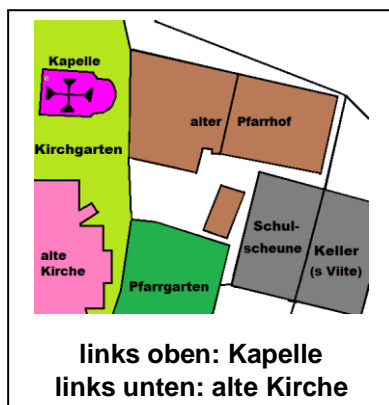 Kapelle
alter Pfarrhof
Kirchgarten
Schul-
scheune
Keller
(s Viite)
alte
Kirche
Pfarrgarten
links oben: Kapelle
links unten: alte Kirche